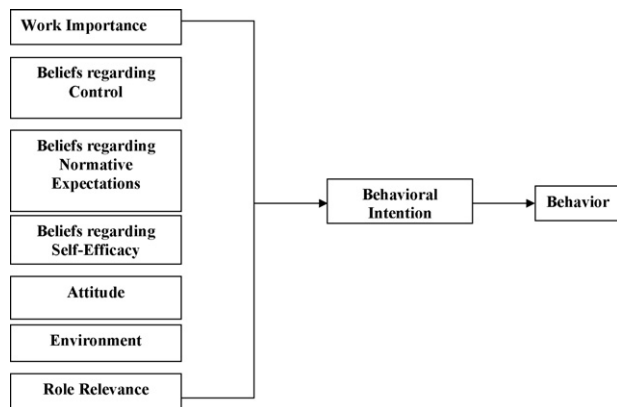 Work Importance
Beliefs regarding
Control
Beliefs regarding
Normative
Expectations
Beliefs regarding
Self-Efficacy
Attitude
Environment
Role Relevance
Behavioral
Intention
Behavior